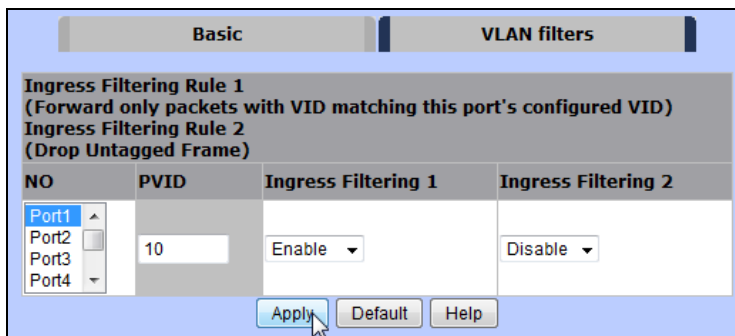 Basic VLAN filters
Ingress Filtering Rule 1
(Forward only packets with VID matching this port's configured VID)
Ingress Filtering Rule 2
(Drop Untagged Frame)
NO PVID Ingress Filtering 1 Ingress Filtering 2
Port1
Port2
Port3
Port4
10 Enable Disable
Apply Default Help